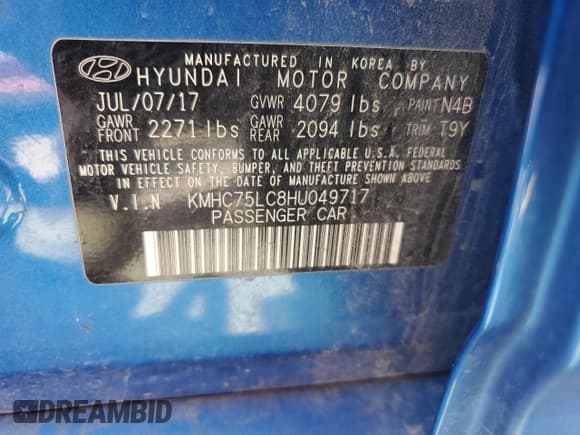 MANUFACTURED IN KOREA BY
HYUNDAI MOTOR COMPANY
JUL/07/17 GVWR 4079 lbs PAINT N4B
GAWR FRONT 2271 lbs GAWR REAR 2094 lbs TRIM T9Y
THIS VEHICLE CONFORMS TO ALL APPLICABLE U.S.A. FEDERAL
MOTOR VEHICLE SAFETY, BUMPER, AND THEFT PREVENTION STANDARDS
IN EFFECT ON THE DATE OF MANUFACTURE SHOWN ABOVE.
V.I.N KMHC75LC8HU049717
PASSENGER CAR
DREAMBID